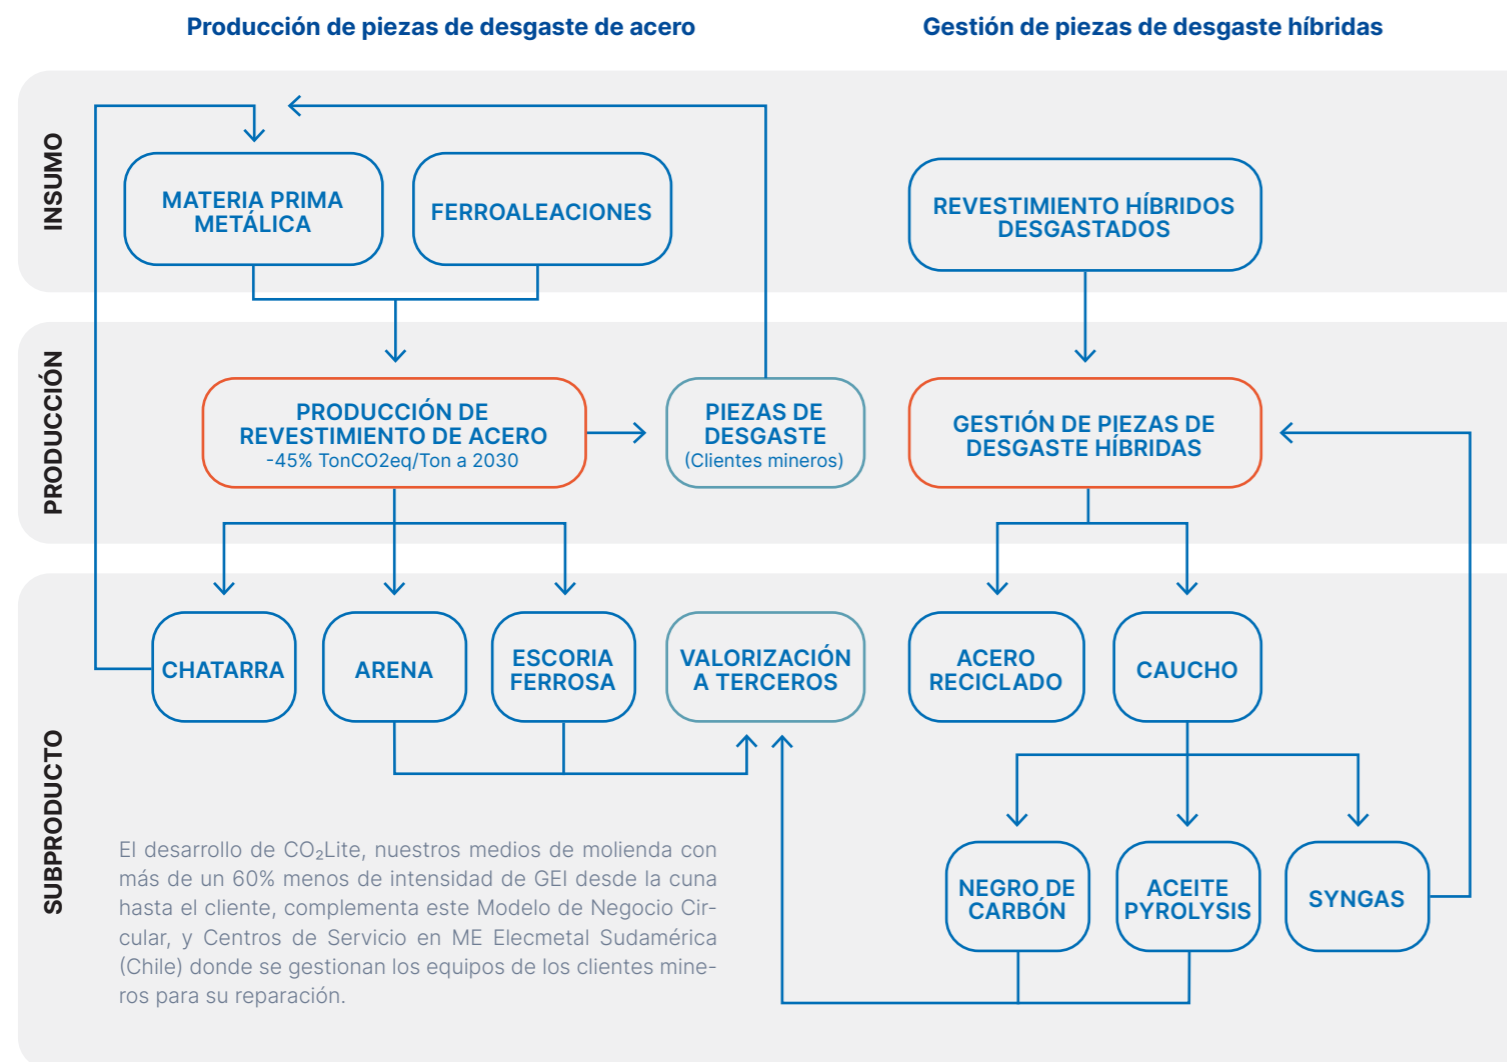 Producción de piezas de desgaste de acero
Gestión de piezas de desgaste híbridas
INSUMO
MATERIA PRIMA
METÁLICA
FERROALEACIONES
REVESTIMIENTO HÍBRIDOS
DESGASTADOS
PRODUCCIÓN
PRODUCCIÓN DE
REVESTIMIENTO DE ACERO
-45% TonCO2eq/Ton a 2030
PIEZAS DE
DESGASTE
(Clientes mineros)
GESTIÓN DE PIEZAS DE
DESGASTE HÍBRIDAS
SUBPRODUCTO
CHATARRA
ARENA
ESCORIA
FERROSA
VALORIZACIÓN
A TERCEROS
ACERO
RECICLADO
CAUCHO
NEGRO DE
CARBÓN
ACEITE
PYROLYSIS
SYNGAS
El desarrollo de CO₂Lite, nuestros medios de molienda con
más de un 60% menos de intensidad de GEI desde la cuna
hasta el cliente, complementa este Modelo de Negocio Cir-
cular, y Centros de Servicio en ME Elecmetal Sudamérica
(Chile) donde se gestionan los equipos de los clientes mine-
ros para su reparación.